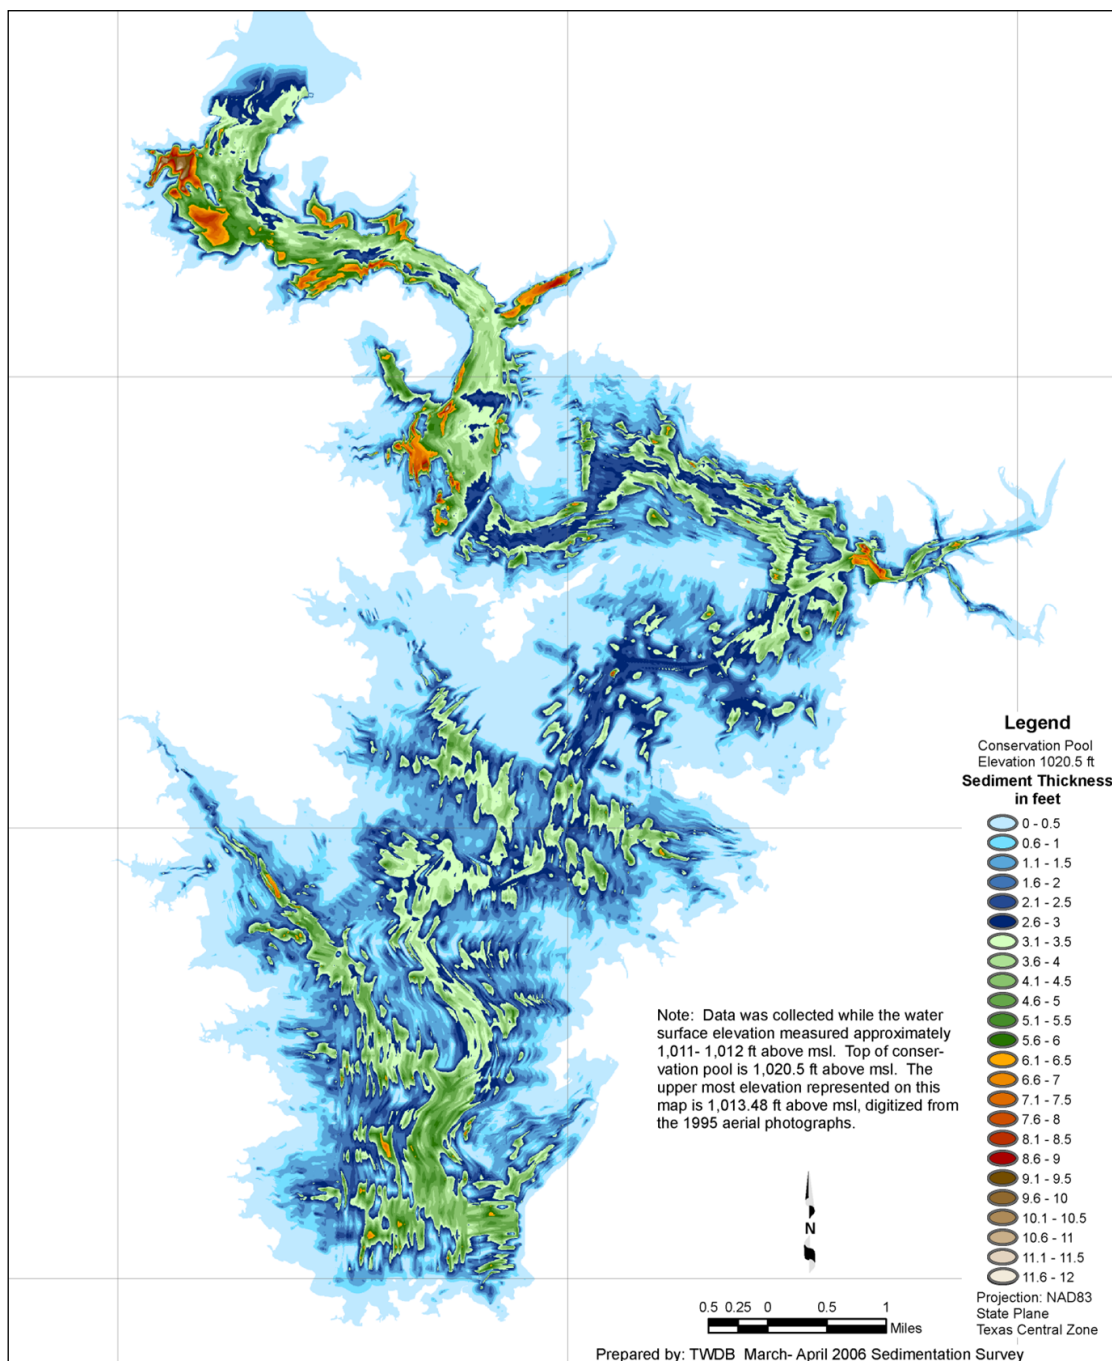 Legend
Conservation Pool
Elevation 1020.5 ft
Sediment Thickness
in feet
0 - 0.5
0.6 - 1
1.1 - 1.5
1.6 - 2
2.1 - 2.5
2.6 - 3
3.1 - 3.5
3.6 - 4
4.1 - 4.5
4.6 - 5
5.1 - 5.5
5.6 - 6
6.1 - 6.5
6.6 - 7
7.1 - 7.5
7.6 - 8
8.1 - 8.5
8.6 - 9
9.1 - 9.5
9.6 - 10
10.1 - 10.5
10.6 - 11
11.1 - 11.5
11.6 - 12
Projection: NAD83
State Plane
Texas Central Zone
Note: Data was collected while the water
surface elevation measured approximately
1,011- 1,012 ft above msl. Top of conser-
vation pool is 1,020.5 ft above msl. The
upper most elevation represented on this
map is 1,013.48 ft above msl, digitized from
the 1995 aerial photographs.
N
0.5 0.25 0 0.5 1
Miles
Prepared by: TWDB March- April 2006 Sedimentation Survey